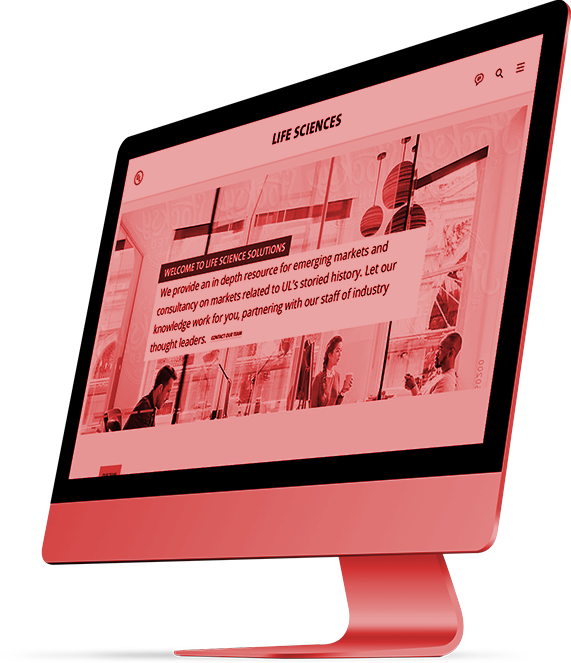 LIFE SCIENCES
UL
WELCOME TO LIFE SCIENCE SOLUTIONS
We provide an in depth resource for emerging markets and
consultancy on markets related to UL's storied history. Let our
knowledge work for you, partnering with our staff of industry
thought leaders. CONTACT OUR TEAM